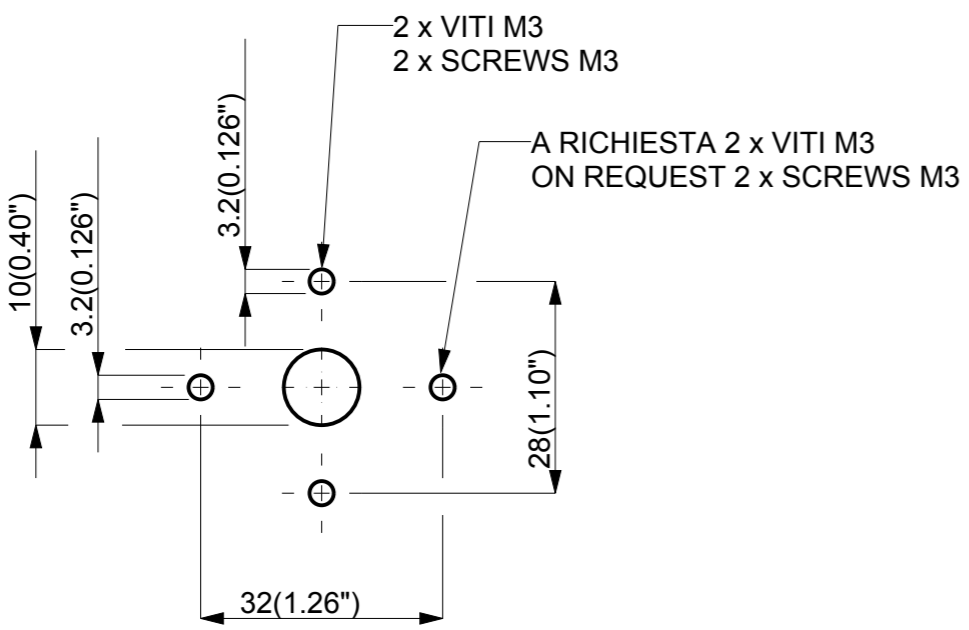 2 x VITI M3
2 x SCREWS M3
A RICHIESTA 2 x VITI M3
ON REQUEST 2 x SCREWS M3
3.2(0.126")
10(0.40")
3.2(0.126")
28(1.10")
32(1.26")